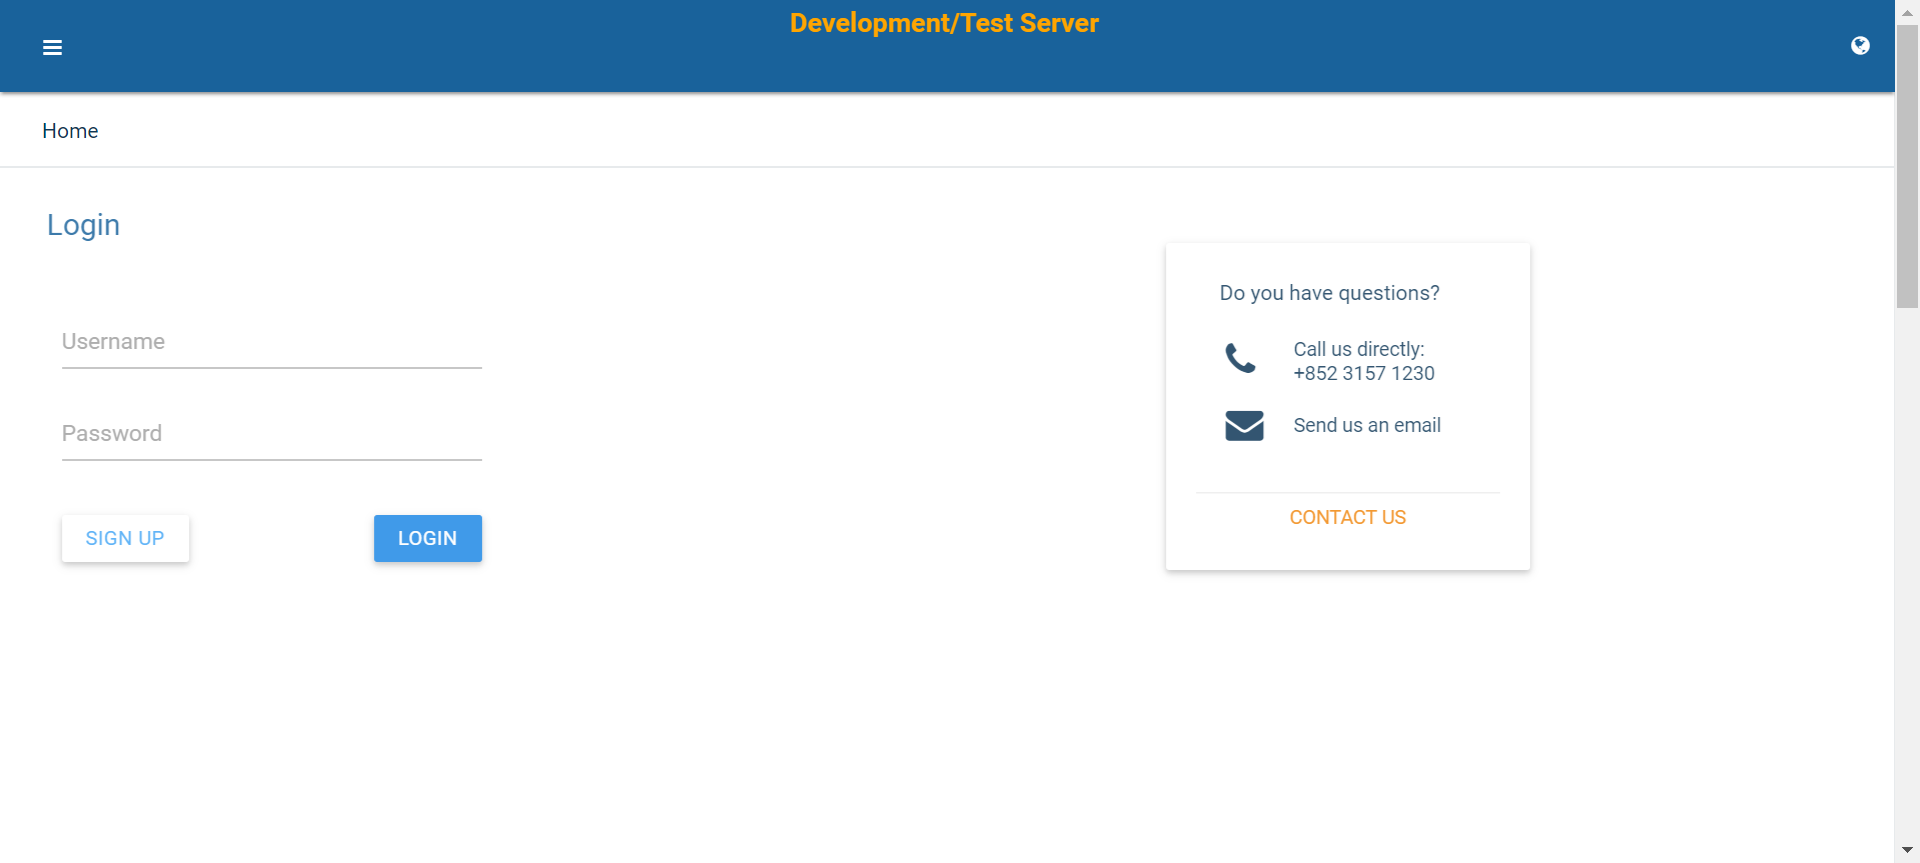 Development/Test Server
Home
Login
Username
Password
SIGN UP
LOGIN
Do you have questions?
Call us directly:
+852 3157 1230
Send us an email
CONTACT US